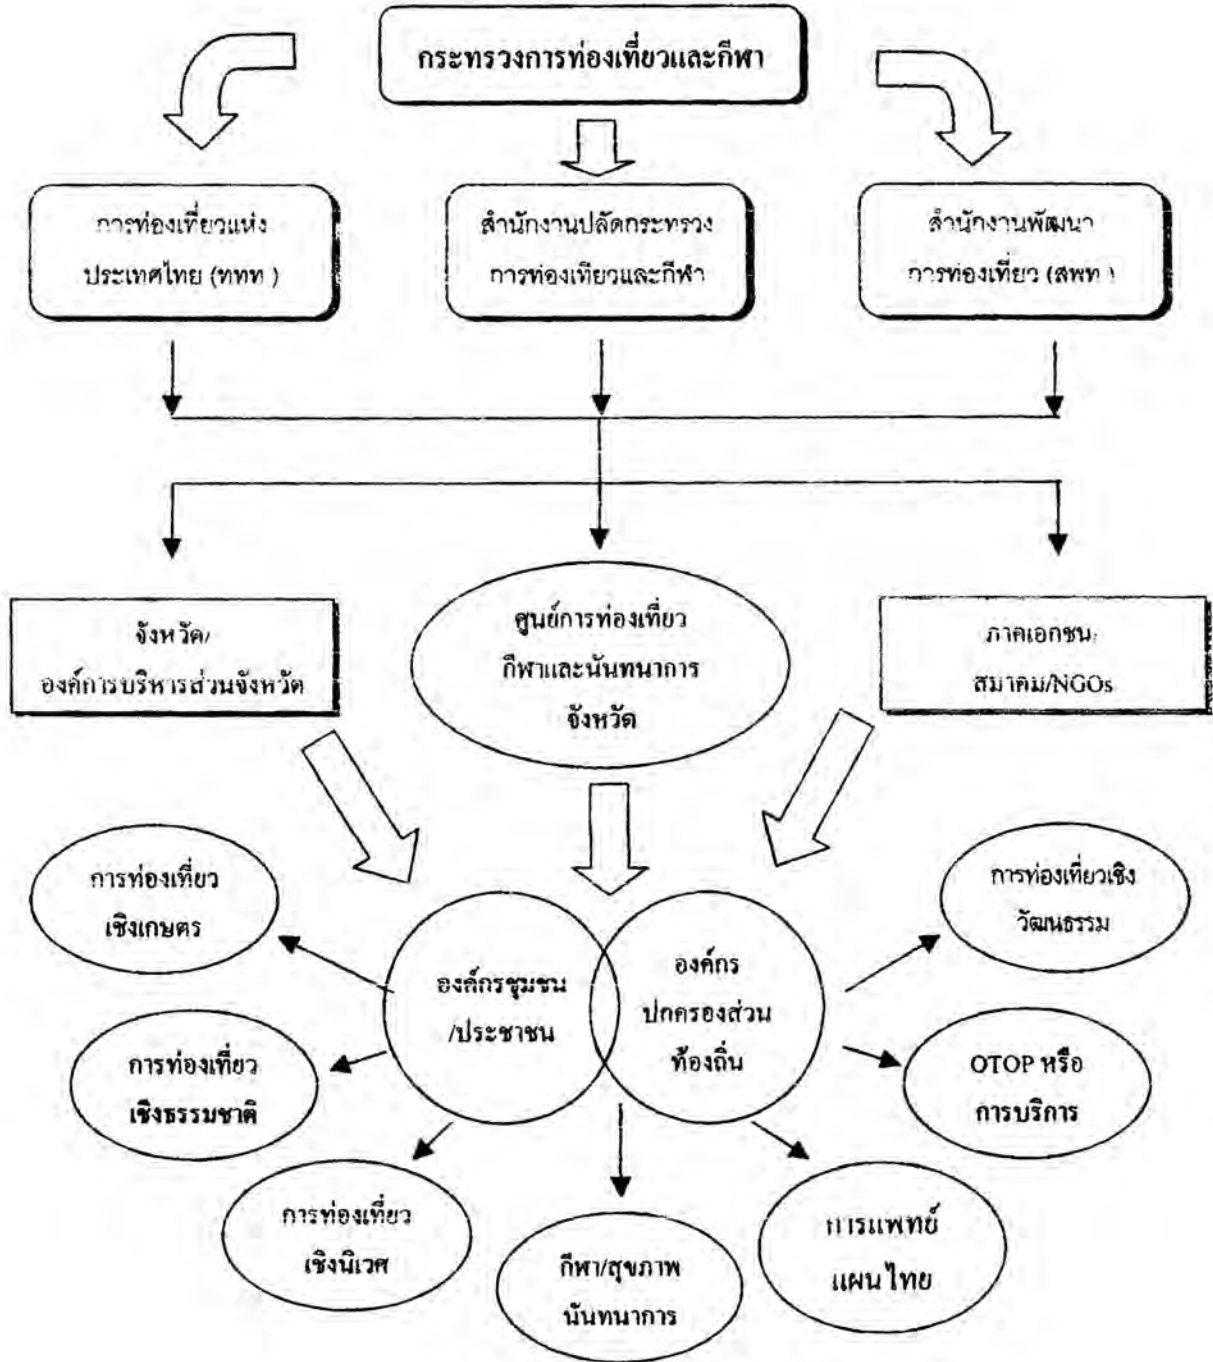 กระทรวงการท่องเที่ยวและกีฬา
การท่องเที่ยวแห่ง
ประเทศไทย (ททท )
สำนักงานปลัดกระทรวง
การท่องเที่ยวและกีฬา
สำนักงานพัฒนา
การท่องเที่ยว (สพท )
จังหวัด/
องค์การบริหารส่วนจังหวัด
ศูนย์การท่องเที่ยว
กีฬาและนันทนาการ
จังหวัด
ภาคเอกชน/
สมาคม/NGOs
การท่องเที่ยว
เชิงเกษตร
การท่องเที่ยวเชิง
วัฒนธรรม
องค์กรชุมชน
/ประชาชน
องค์กร
ปกครองส่วน
ท้องถิ่น
การท่องเที่ยว
เชิงธรรมชาติ
OTOP หรือ
การบริการ
การท่องเที่ยว
เชิงนิเวศ
กีฬา/สุขภาพ
นันทนาการ
การแพทย์
แผนไทย